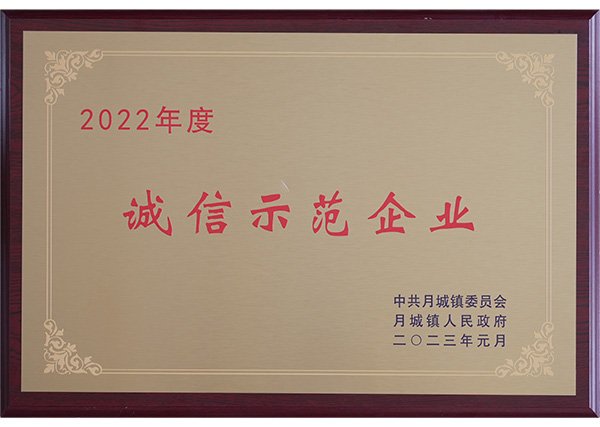 2022年度
诚信示范企业
中共月城镇委员会
月城镇人民政府
二〇二三年元月